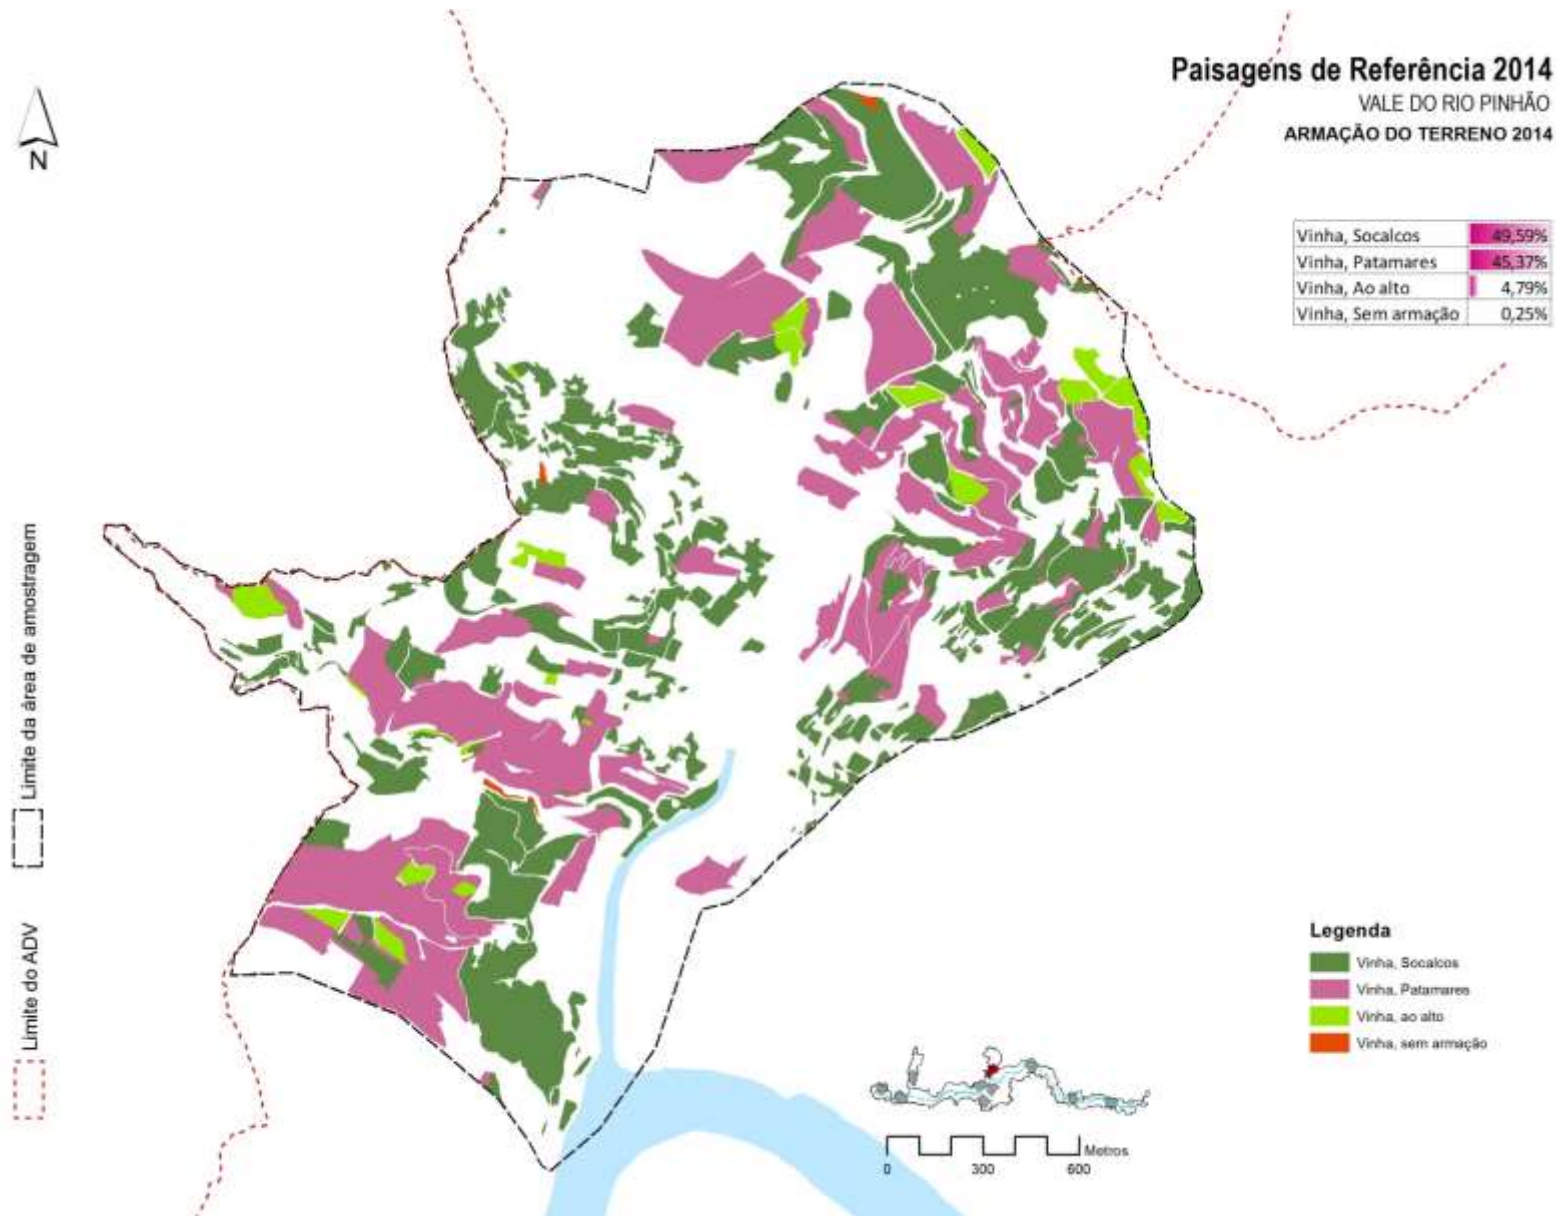 Paisagens de Referência 2014
VALE DO RIO PINHÃO
ARMAÇÃO DO TERRENO 2014
N
Vinha, Socalcos 49,59%
Vinha, Patamares 45,37%
Vinha, Ao alto 4,79%
Vinha, Sem armação 0,25%
Limite da área de amostragem
Limite do ADV
Legenda
Vinha, Socalcos
Vinha, Patamares
Vinha, ao alto
Vinha, sem armação
Metros
0 300 600